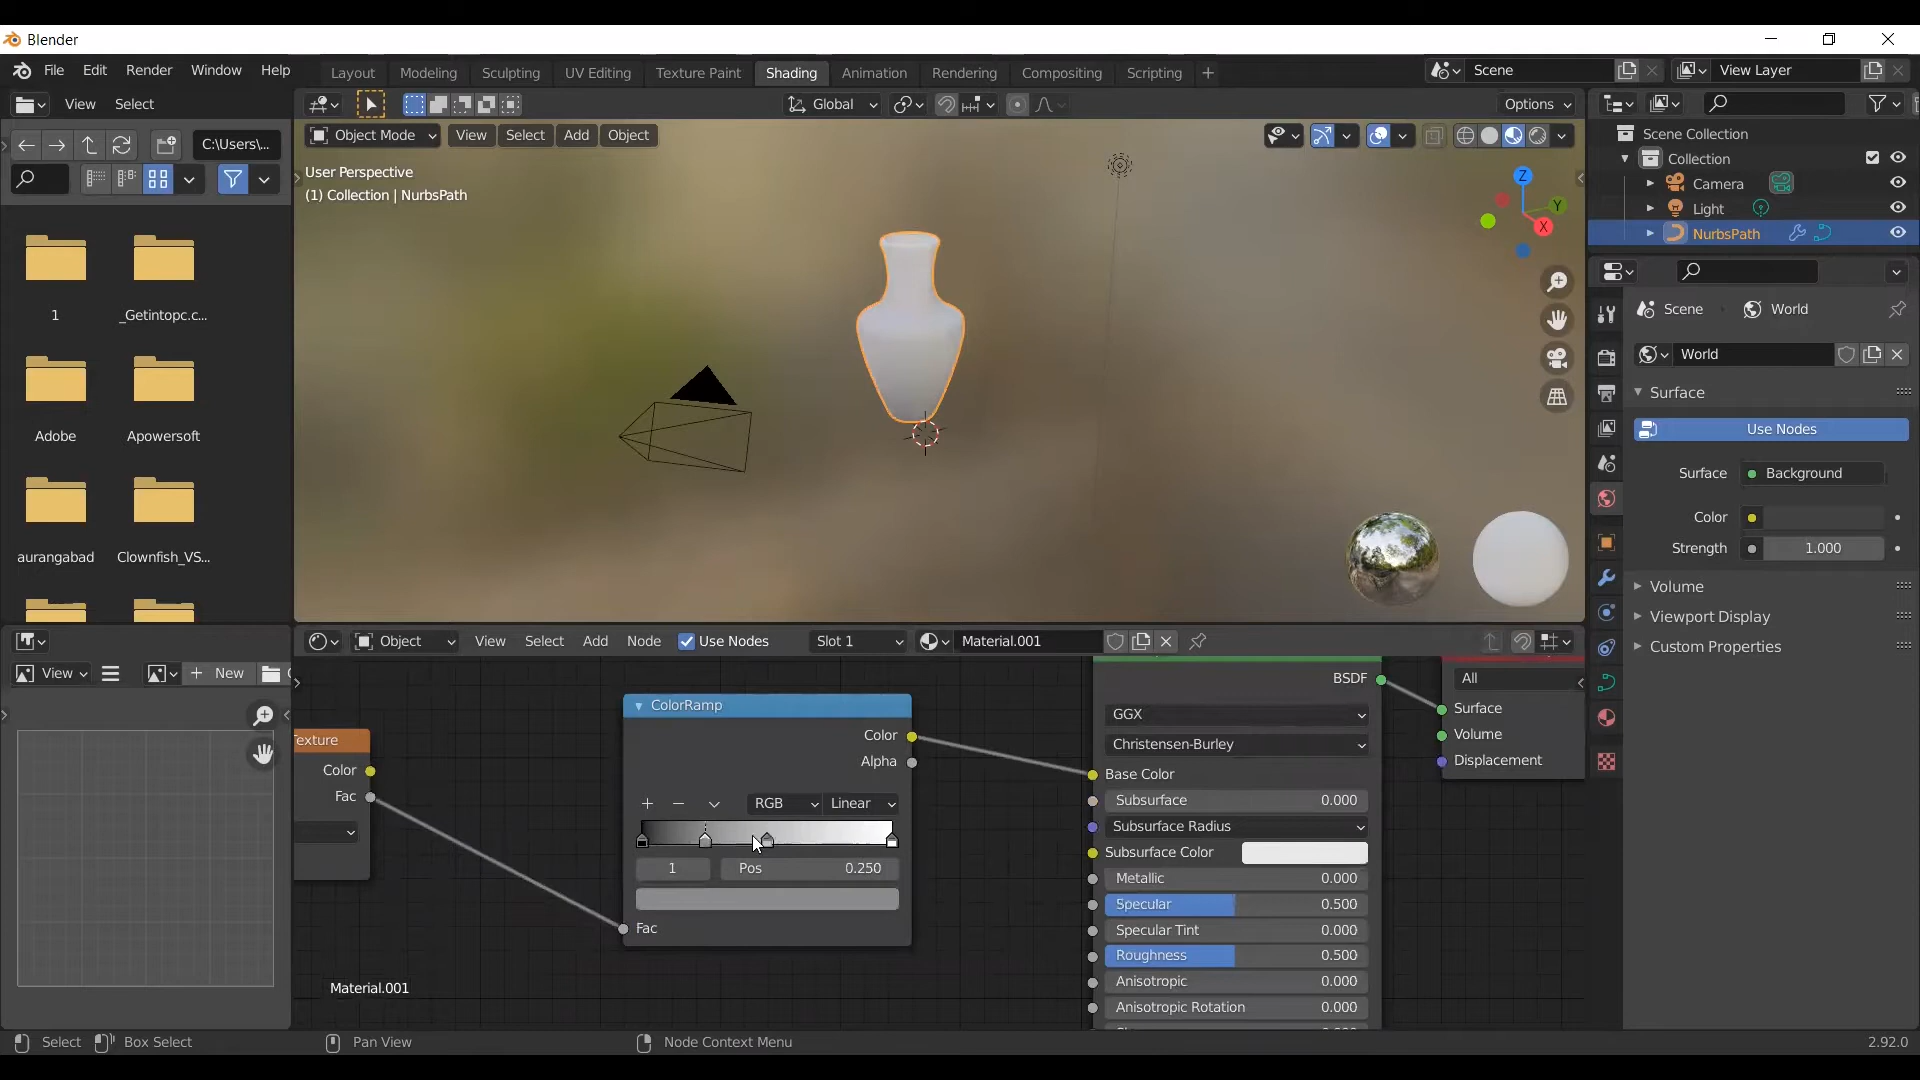 Blender
File Edit Render Window Help
Layout Modeling Sculpting UV Editing Texture Paint Shading Animation Rendering Compositing Scripting +
Scene
View Layer
View Select
Global
Options
C:\Users\...
Object Mode View Select Add Object
User Perspective
(1) Collection | NurbsPath
Z
Y
X
Scene Collection
Collection
Camera
Light
NurbsPath
Scene World
World
Surface
Use Nodes
Surface Background
Color
Strength 1.000
Volume
Viewport Display
Custom Properties
1
_Getintopc.c...
Adobe
Apowersoft
aurangabad
Clownfish_VS...
Object View Select Add Node Use Nodes Slot 1 Material.001
View + New
exture
Color
Fac
ColorRamp
Color
Alpha
+ − RGB Linear
1 Pos 0.250
Fac
BSDF
GGX
Christensen-Burley
Base Color
Subsurface 0.000
Subsurface Radius
Subsurface Color
Metallic 0.000
Specular 0.500
Specular Tint 0.000
Roughness 0.500
Anisotropic 0.000
Anisotropic Rotation 0.000
All
Surface
Volume
Displacement
Material.001
Select Box Select Pan View Node Context Menu 2.92.0